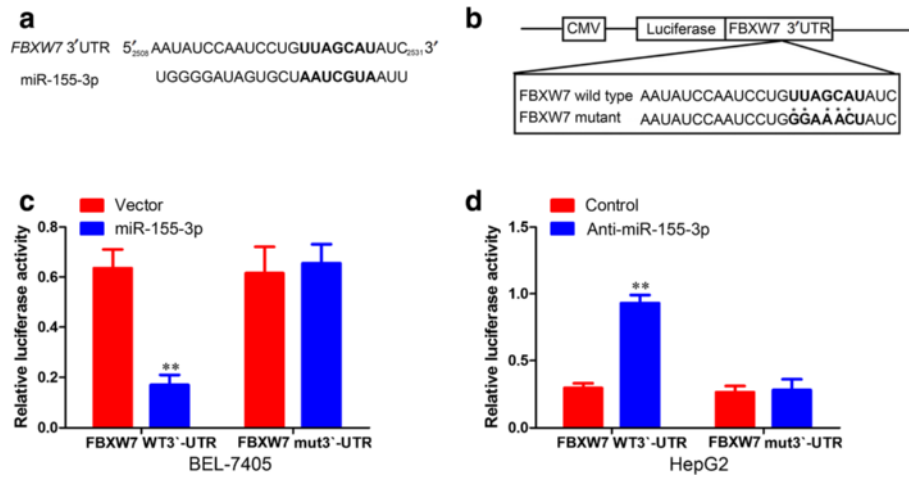 a
FBXW7 3′UTR 5′2508AAUAUCCAAUCCUGUUAGCAUAUC2531 3′
miR-155-3p UGGGGAUAGUGCUAAUCGUAAUU
b
CMV Luciferase FBXW7 3′UTR
FBXW7 wild type AAUAUCCAAUCCUGUUAGCAUAUC
FBXW7 mutant AAUAUCCAAUCCUGGGAAACUAUC
c
Vector
miR-155-3p
Relative luciferase activity
0.8
0.6
0.4
0.2
0.0
**
FBXW7 WT3`-UTR FBXW7 mut3`-UTR
BEL-7405
d
Control
Anti-miR-155-3p
Relative luciferase activity
1.5
1.0
0.5
0.0
**
FBXW7 WT3`-UTR FBXW7 mut3`-UTR
HepG2